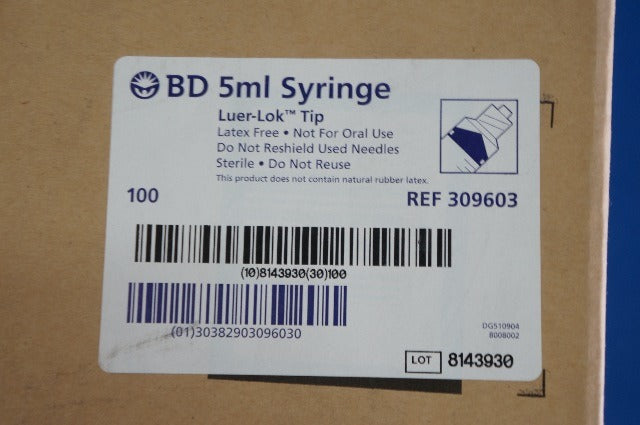 BD 5ml Syringe
Luer-Lok™ Tip
Latex Free • Not For Oral Use
Do Not Reshield Used Needles
Sterile • Do Not Reuse
This product does not contain natural rubber latex.
100
REF 309603
(10)8143930(30)100
(01)30382903096030
DG510904
8008002
LOT 8143930